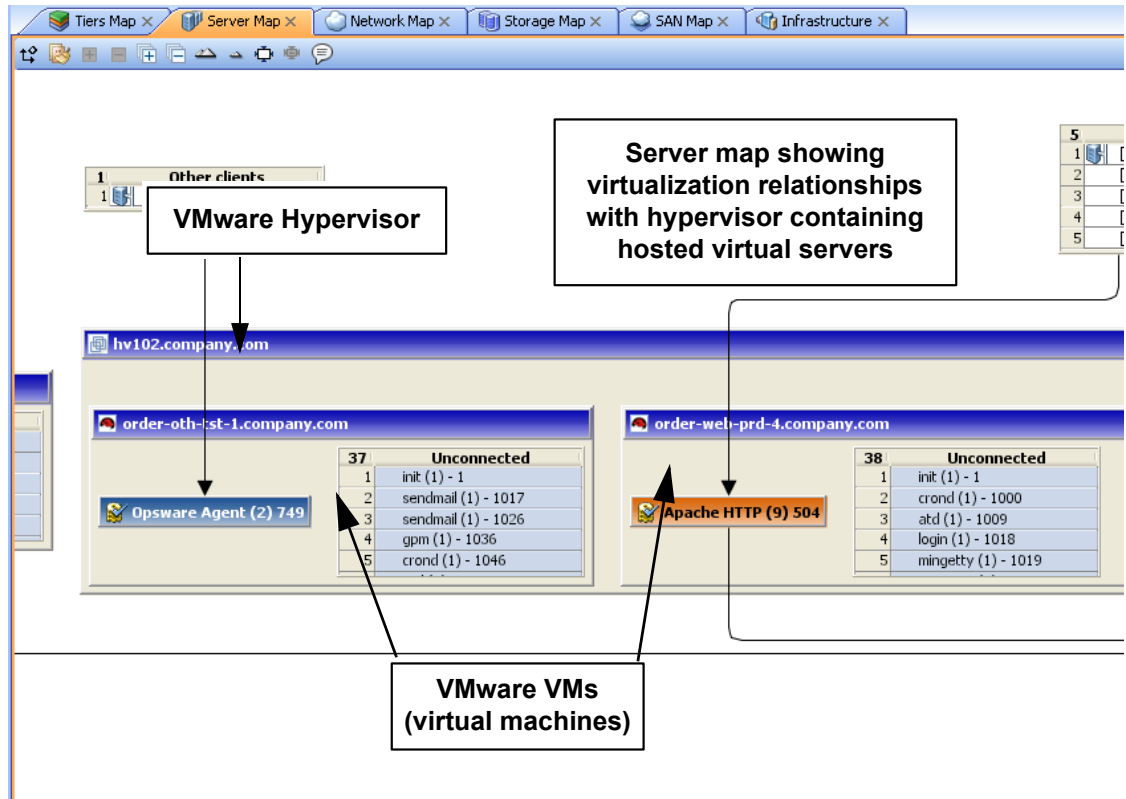 Tiers Map
Server Map
Network Map
Storage Map
SAN Map
Infrastructure
1 Other clients
1
VMware Hypervisor
Server map showing
virtualization relationships
with hypervisor containing
hosted virtual servers
5
1
2
3
4
5
hv102.company.com
order-oth-tst-1.company.com
37 Unconnected
1 init (1) - 1
2 sendmail (1) - 1017
3 sendmail (1) - 1026
4 gpm (1) - 1036
5 crond (1) - 1046
Opsware Agent (2) 749
order-web-prd-4.company.com
38 Unconnected
1 init (1) - 1
2 crond (1) - 1000
3 atd (1) - 1009
4 login (1) - 1018
5 mingetty (1) - 1019
Apache HTTP (9) 504
VMware VMs
(virtual machines)